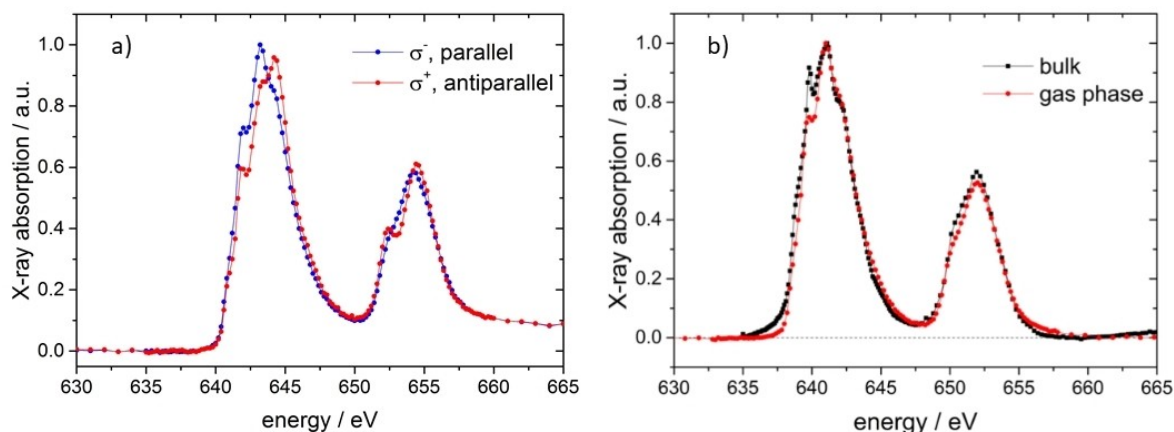 a)
σ⁻, parallel
σ⁺, antiparallel
X-ray absorption / a.u.
1.0
0.8
0.6
0.4
0.2
0.0
630 635 640 645 650 655 660 665
energy / eV
b)
bulk
gas phase
X-ray absorption / a.u.
1.0
0.8
0.6
0.4
0.2
0.0
630 635 640 645 650 655 660 665
energy / eV